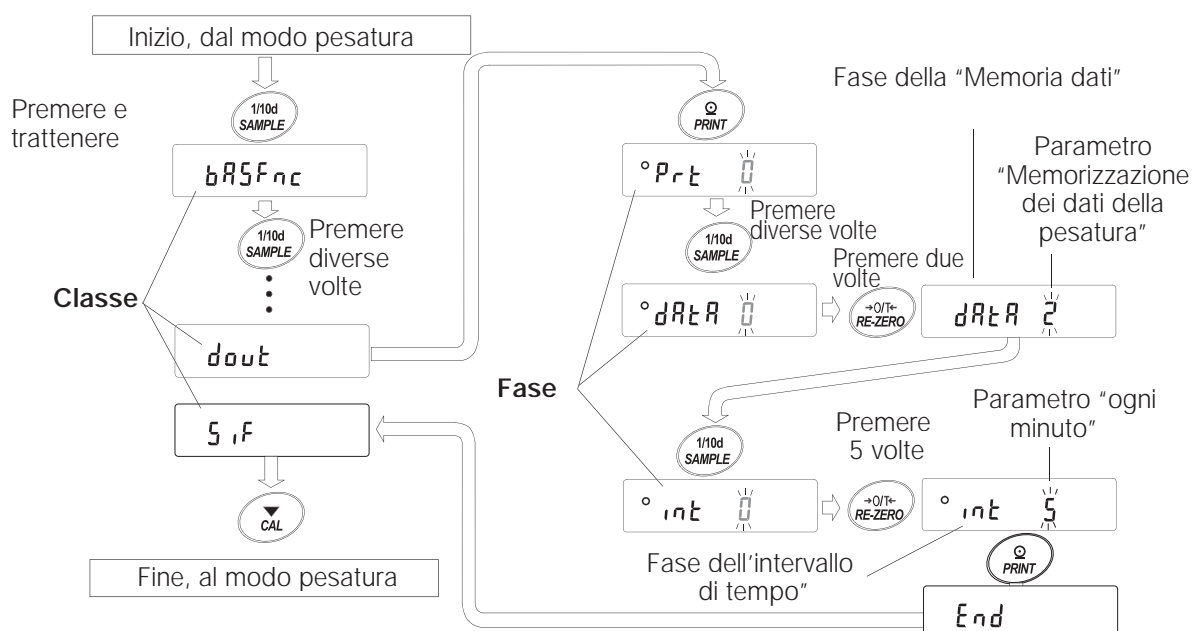 Inizio, dal modo pesatura
Premere e
trattenere
1/10d
SAMPLE
bASFnc
1/10d
SAMPLE
Premere
diverse
volte
Classe
dout
S iF
CAL
Fine, al modo pesatura
PRINT
°Prt 0
1/10d
SAMPLE
Premere
diverse volte
°dAtA 0
Premere due
volte
→0/T←
RE-ZERO
Fase della "Memoria dati"
Parametro
"Memorizzazione
dei dati della
pesatura"
dAtA 2
Fase
1/10d
SAMPLE
° int 0
Premere
5 volte
→0/T←
RE-ZERO
Parametro "ogni
minuto"
° int 5
Fase dell'intervallo
di tempo"
PRINT
End